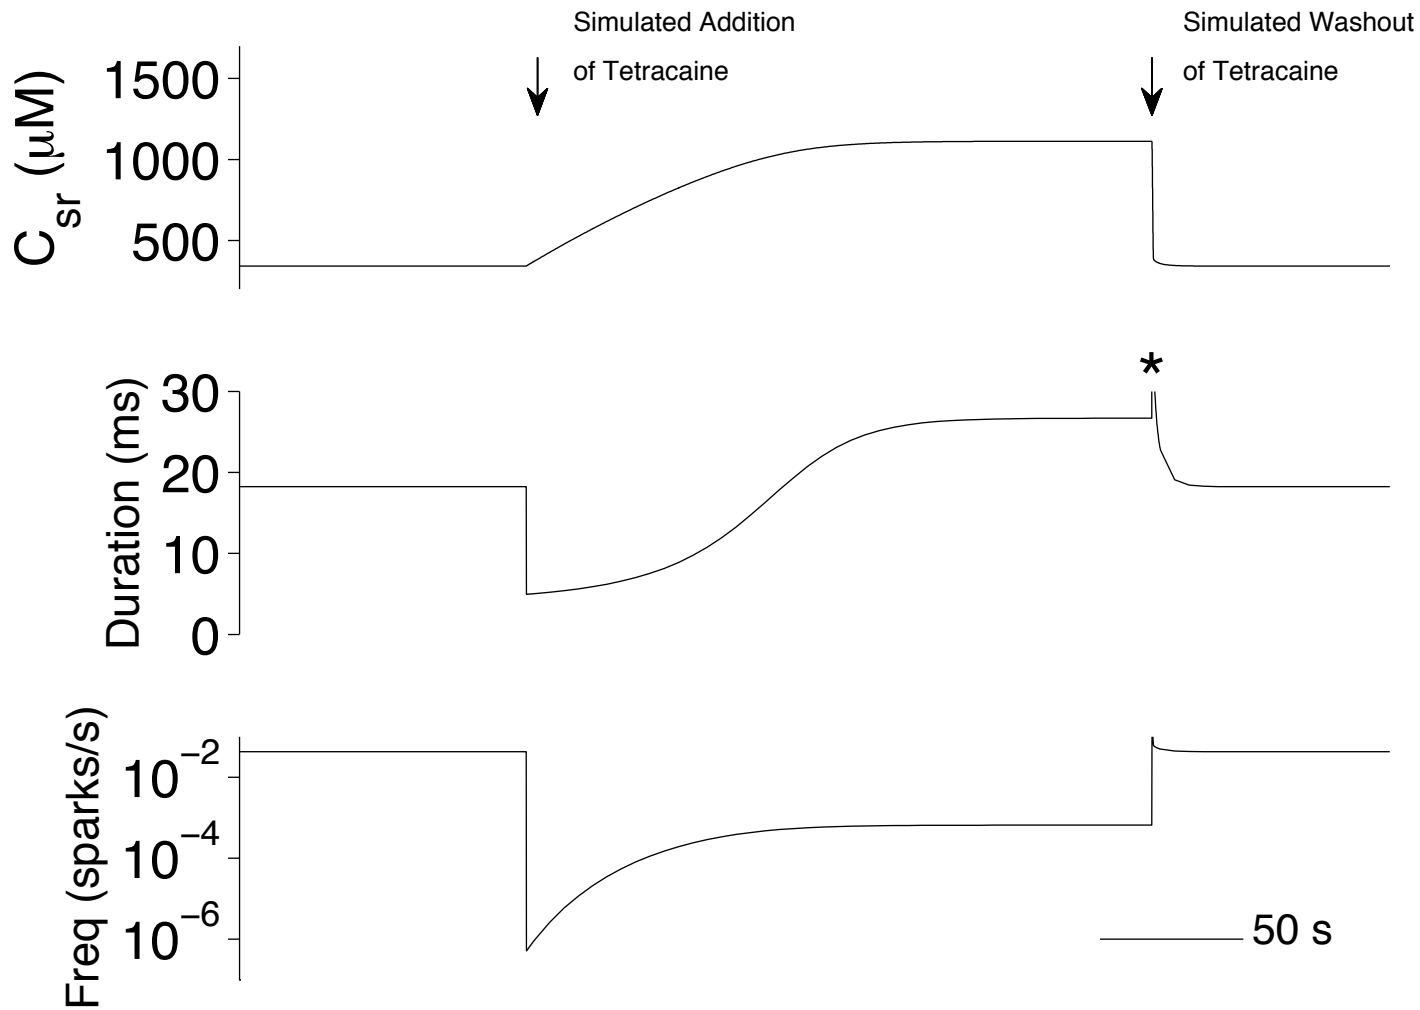 Simulated Addition
of Tetracaine
Simulated Washout
of Tetracaine
C_sr (μM)
1500
1000
500
*
Duration (ms)
30
20
10
0
Freq (sparks/s)
10^−2
10^−4
10^−6
50 s